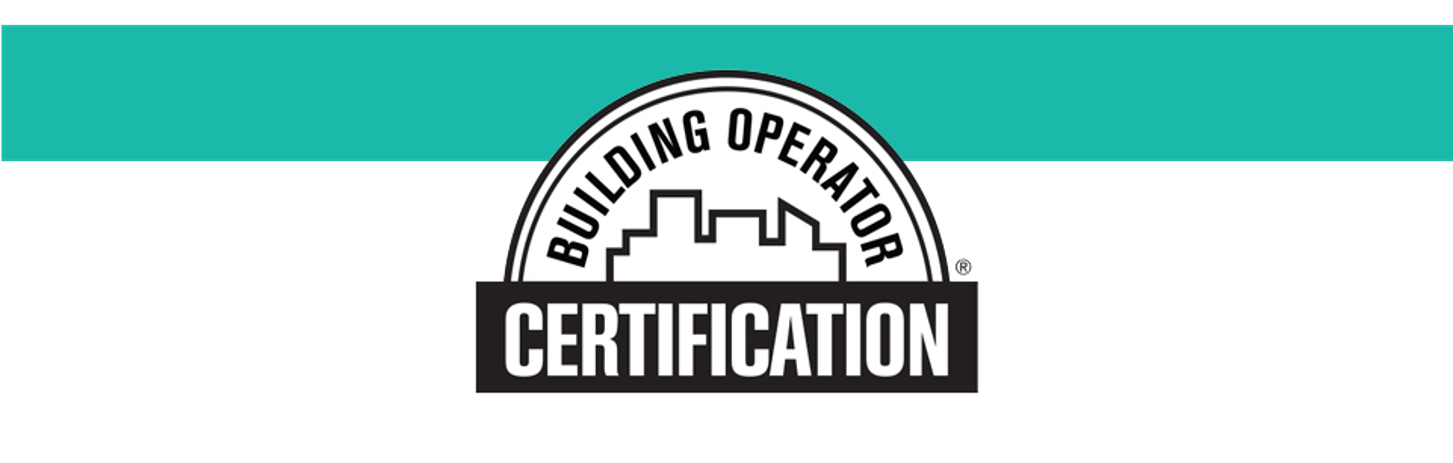 BUILDING OPERATOR
®
CERTIFICATION